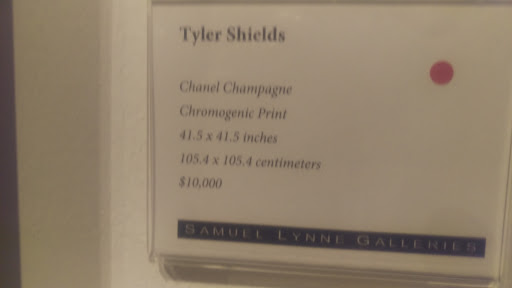 Tyler Shields
Chanel Champagne
Chromogenic Print
41.5 x 41.5 inches
105.4 x 105.4 centimeters
$10,000
SAMUEL LYNNE GALLERIES